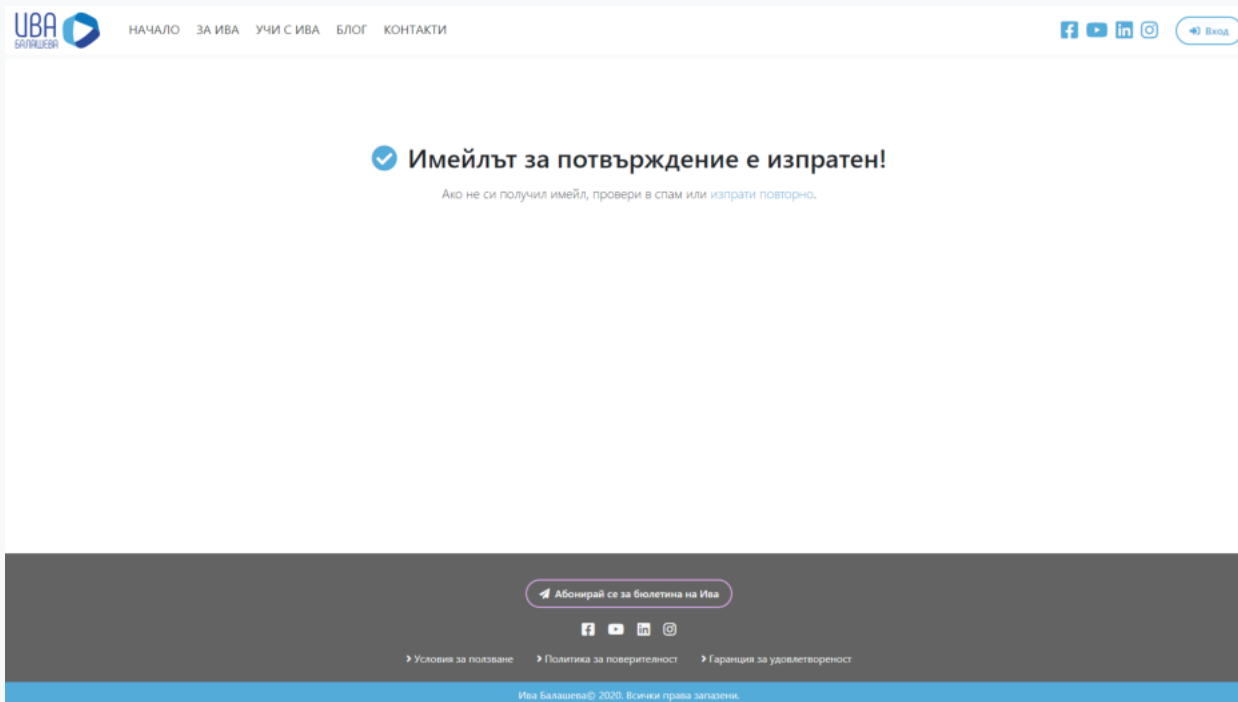 ИВА
БАЛАШЕВА
НАЧАЛО ЗА ИВА УЧИ С ИВА БЛОГ КОНТАКТИ
Вход
Имейлът за потвърждение е изпратен!
Ако не си получил имейл, провери в спам или изпрати повторно.
Абонирай се за бюлетина на Ива
Условия за ползване Политика за поверителност Гаранция за удовлетвореност
Ива Балашева© 2020. Всички права запазени.